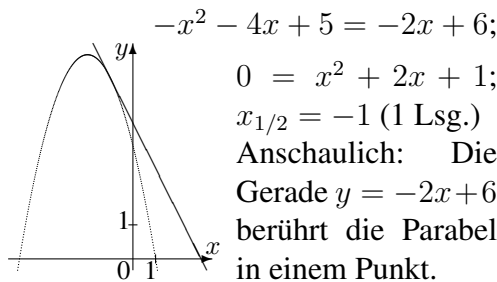 −x² − 4x + 5 = −2x + 6;
0 = x² + 2x + 1;
x₁/₂ = −1 (1 Lsg.)
Anschaulich: Die
Gerade y = −2x+6
berührt die Parabel
in einem Punkt.
y
1
x
0 1